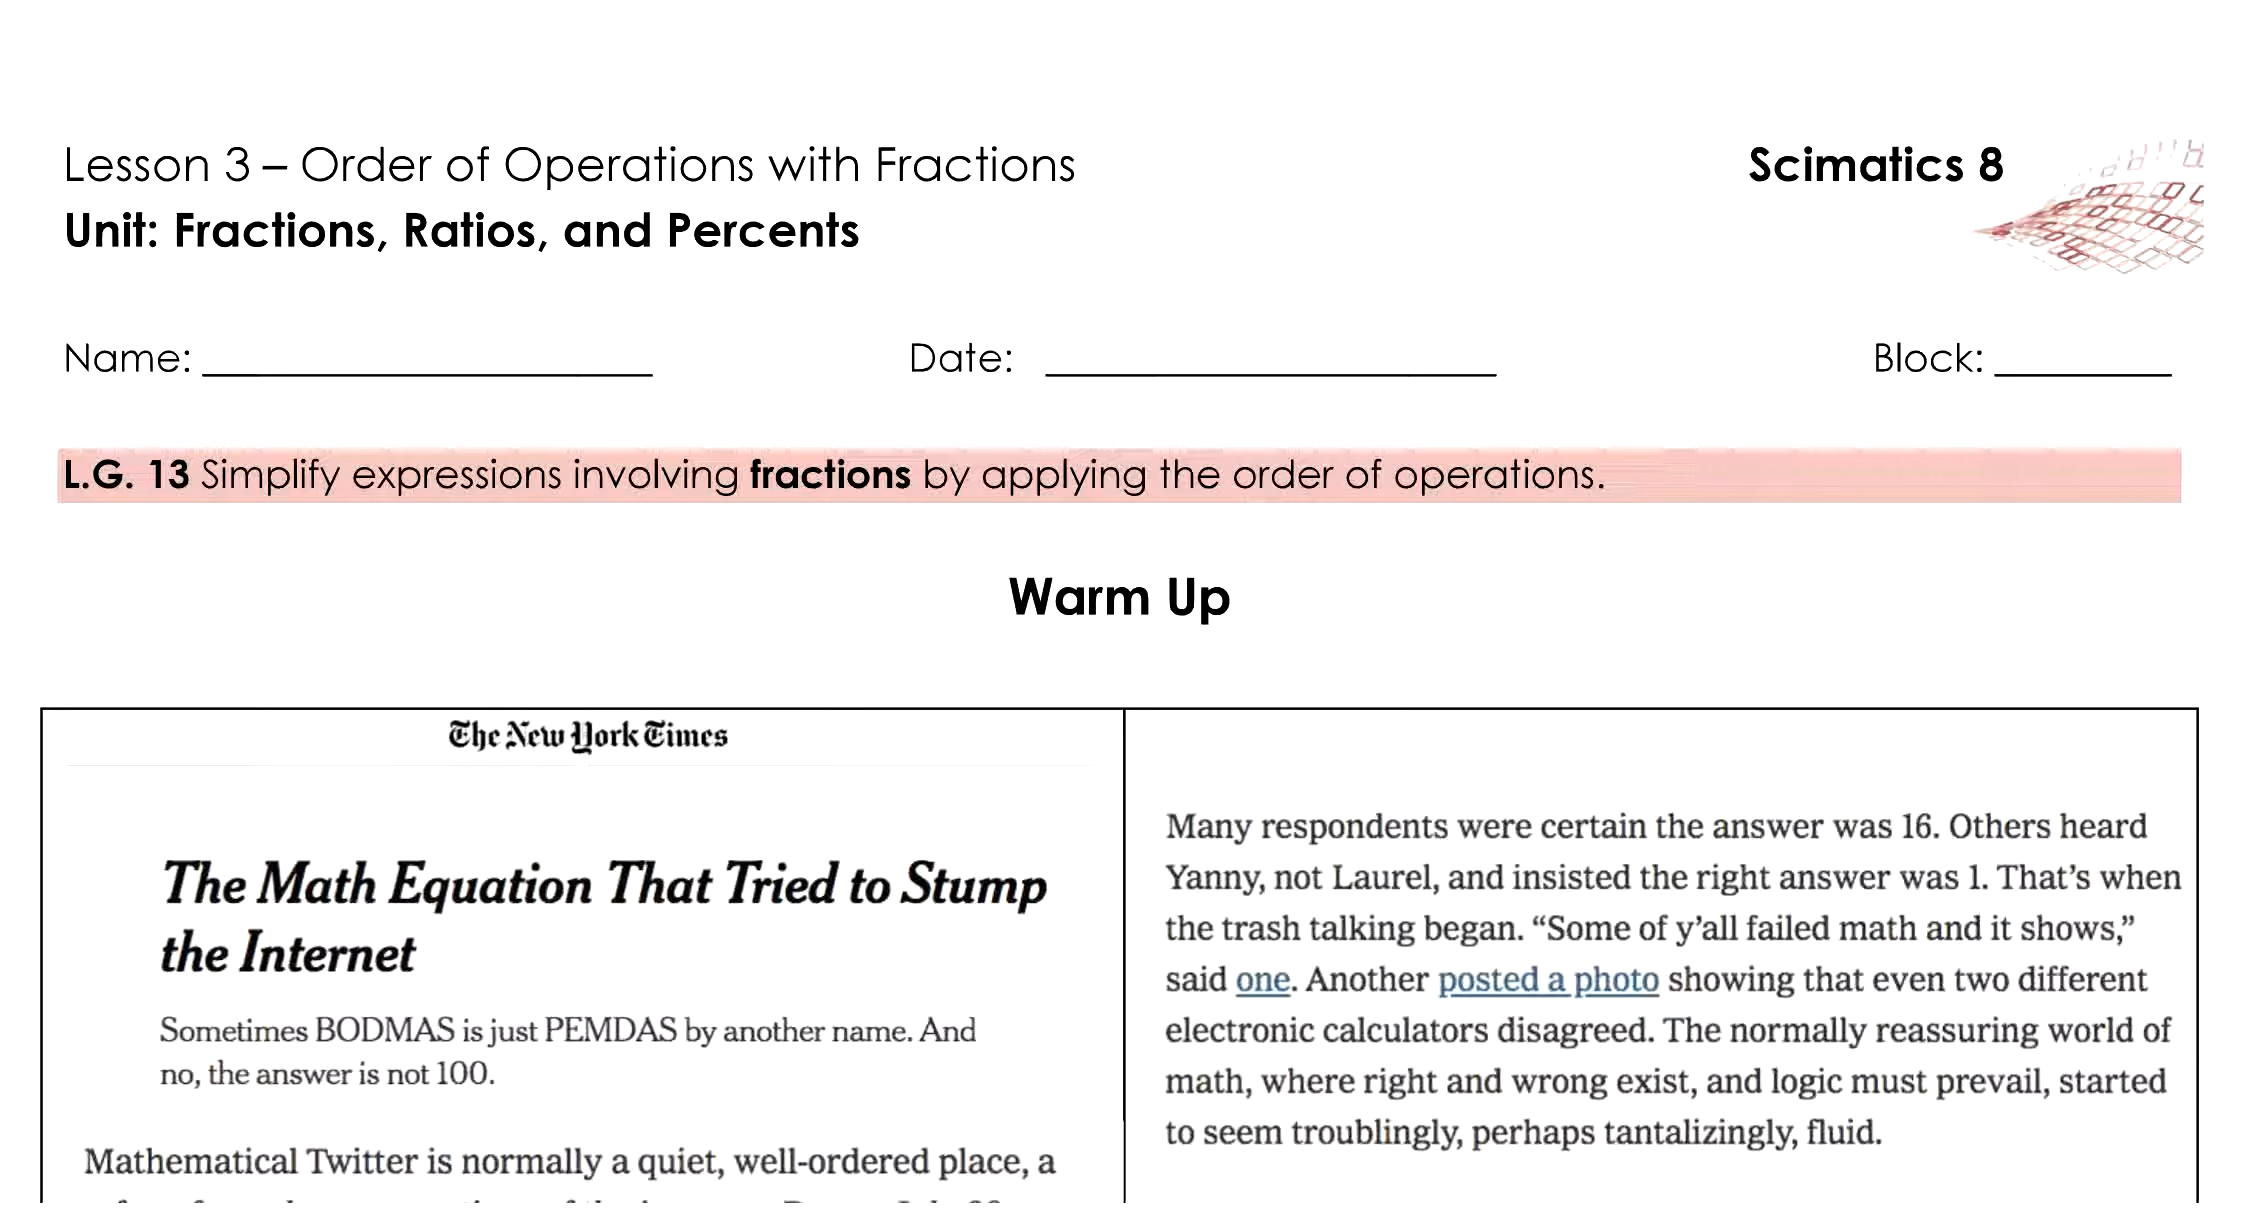 Lesson 3 – Order of Operations with Fractions
Scimatics 8
Unit: Fractions, Ratios, and Percents
Name: ____________________
Date: ____________________
Block: ________
L.G. 13 Simplify expressions involving fractions by applying the order of operations.
Warm Up
The New York Times
The Math Equation That Tried to Stump
the Internet
Sometimes BODMAS is just PEMDAS by another name. And
no, the answer is not 100.
Mathematical Twitter is normally a quiet, well-ordered place, a
Many respondents were certain the answer was 16. Others heard
Yanny, not Laurel, and insisted the right answer was 1. That’s when
the trash talking began. “Some of y’all failed math and it shows,”
said one. Another posted a photo showing that even two different
electronic calculators disagreed. The normally reassuring world of
math, where right and wrong exist, and logic must prevail, started
to seem troublingly, perhaps tantalizingly, fluid.